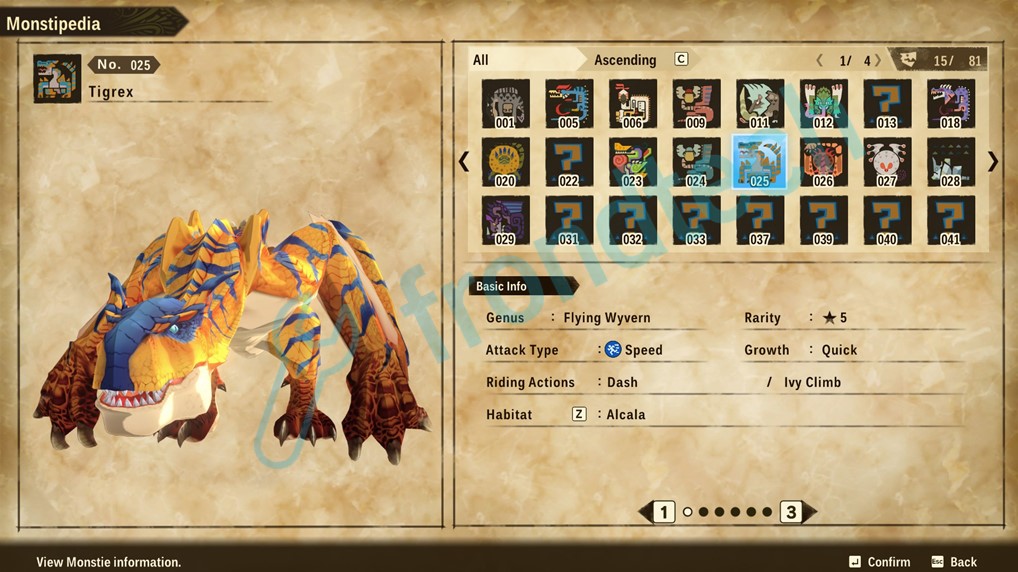 Monstipedia
No. 025
Tigrex
All
Ascending
C
1/ 4
15/ 81
001 005 006 009 011 012 013 018
020 022 023 024 025 026 027 028
029 031 032 033 037 039 040 041
frondtech
Basic Info
Genus : Flying Wyvern
Rarity : ★ 5
Attack Type : Speed
Growth : Quick
Riding Actions : Dash / Ivy Climb
Habitat Z : Alcala
1 3
View Monstie information.
Confirm
Esc Back